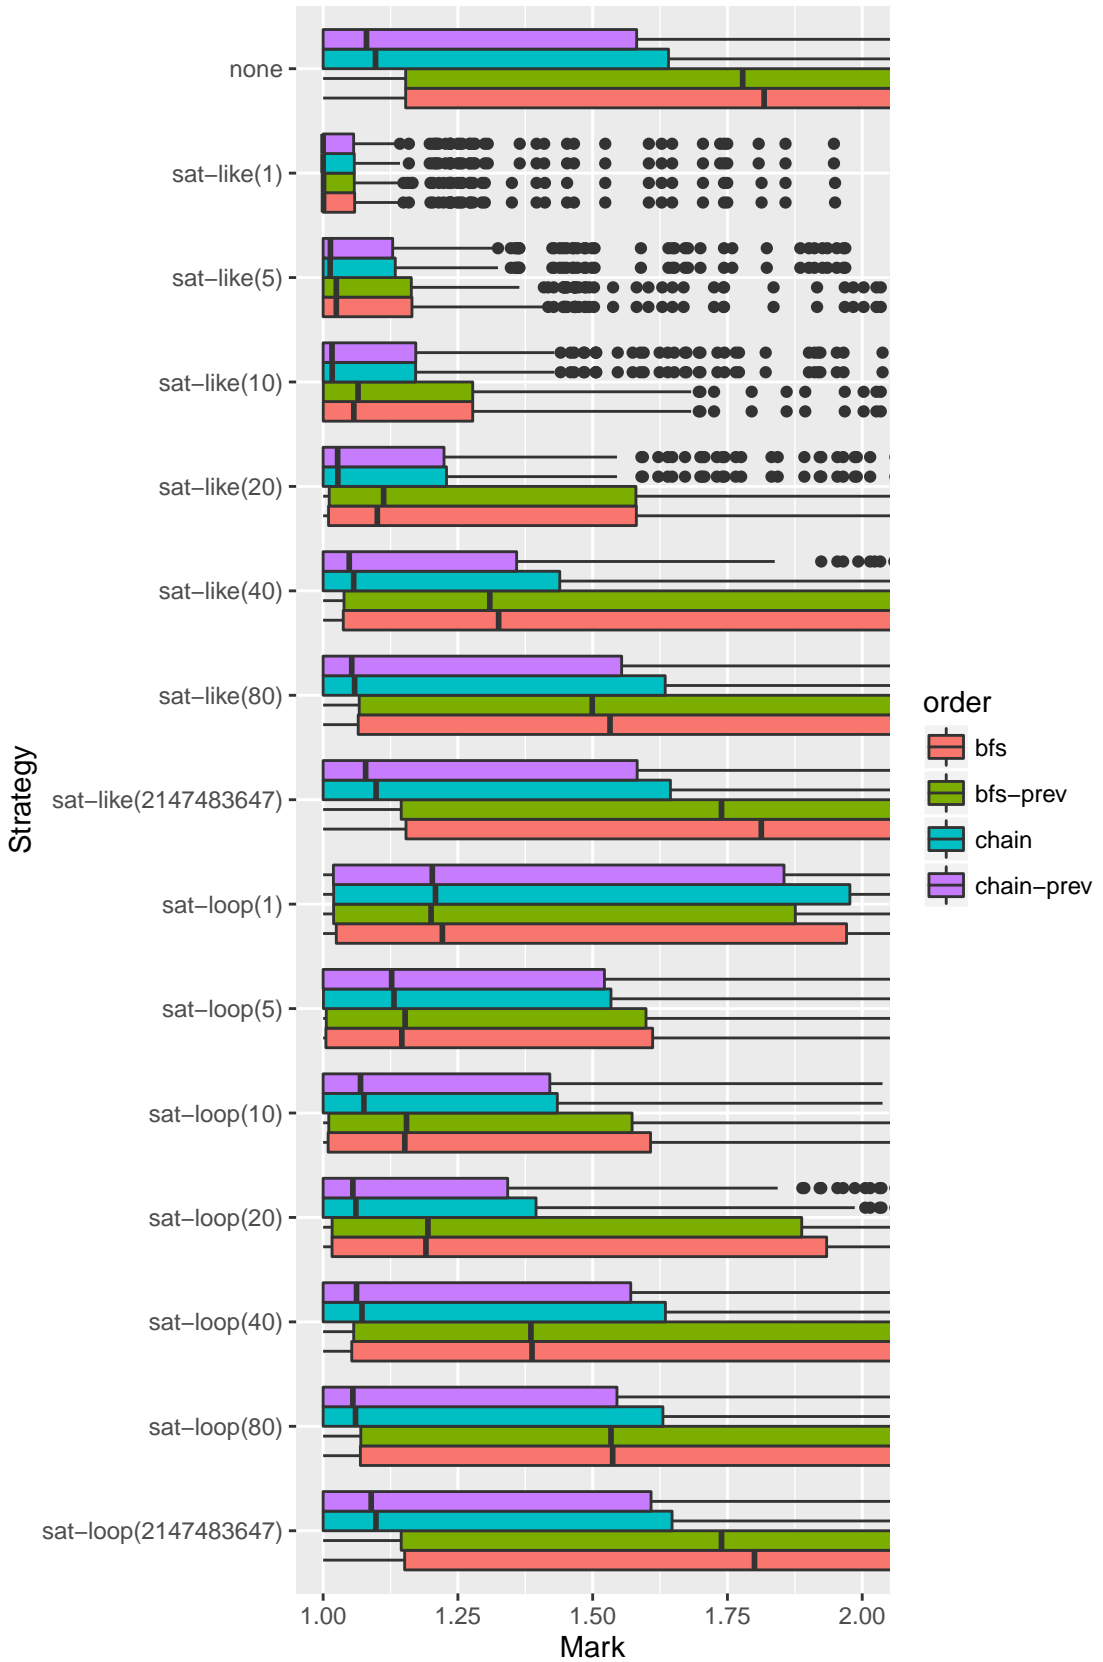 none
sat-like(1)
sat-like(5)
sat-like(10)
sat-like(20)
sat-like(40)
sat-like(80)
sat-like(2147483647)
sat-loop(1)
sat-loop(5)
sat-loop(10)
sat-loop(20)
sat-loop(40)
sat-loop(80)
sat-loop(2147483647)
Strategy
1.00 1.25 1.50 1.75 2.00
Mark
order
bfs
bfs-prev
chain
chain-prev